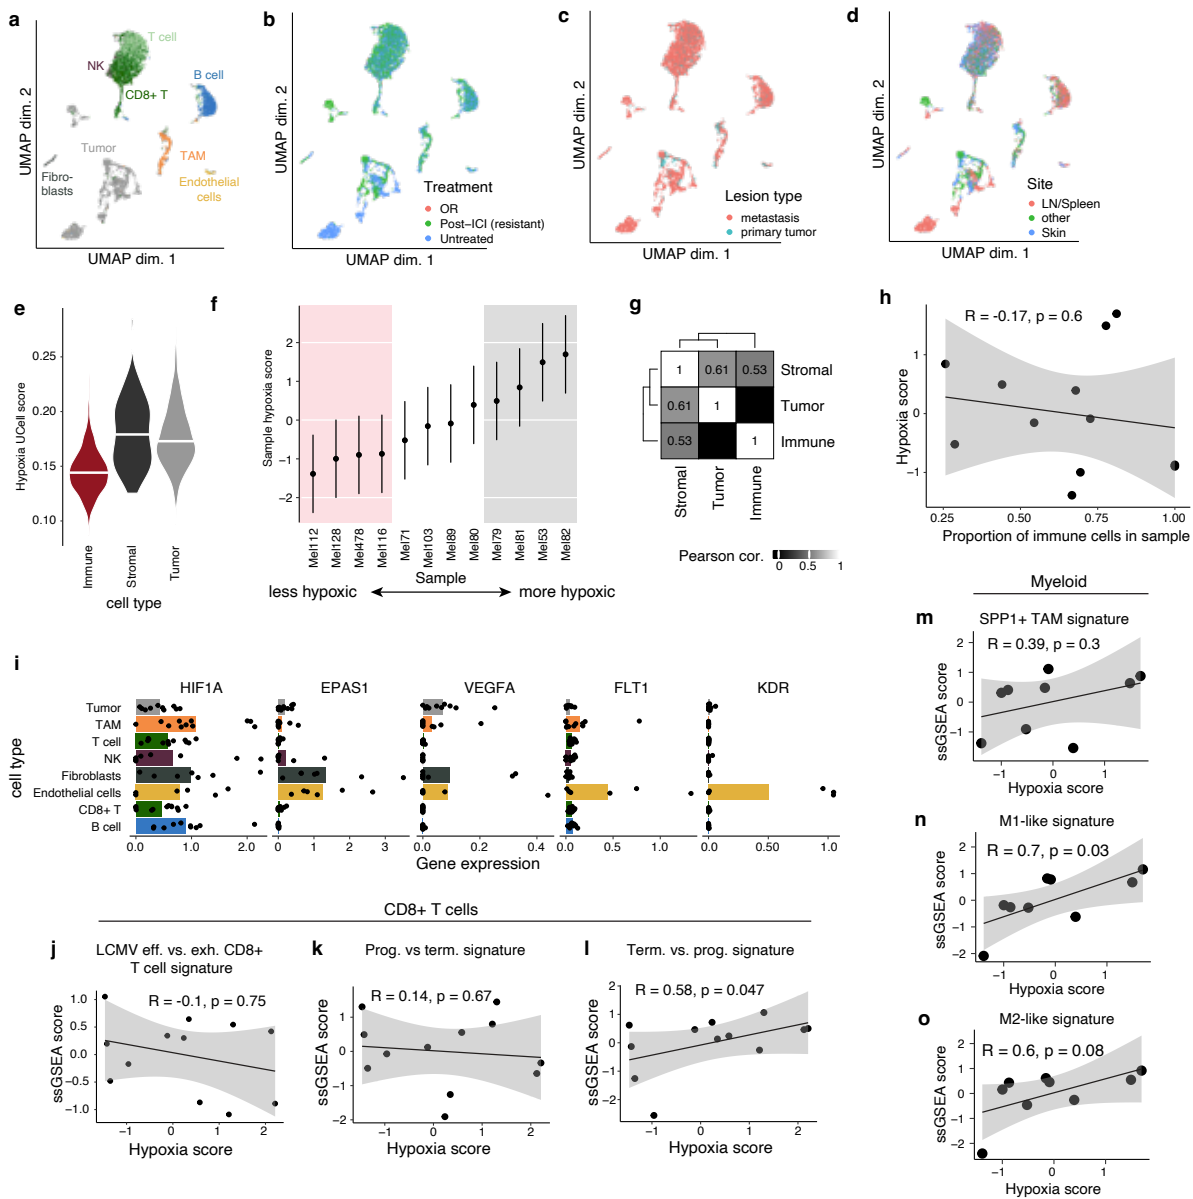 a
T cell
NK
B cell
CD8+ T
Tumor
TAM
Fibro-
blasts
Endothelial
cells
UMAP dim. 2
UMAP dim. 1
b
Treatment
OR
Post−ICI (resistant)
Untreated
UMAP dim. 2
UMAP dim. 1
c
Lesion type
metastasis
primary tumor
UMAP dim. 2
UMAP dim. 1
d
Site
LN/Spleen
other
Skin
UMAP dim. 2
UMAP dim. 1
e
Hypoxia UCell score
0.25
0.20
0.15
0.10
Immune
Stromal
Tumor
cell type
f
Sample hypoxia score
2
1
0
−1
−2
Mel112
Mel128
Mel478
Mel116
Mel71
Mel103
Mel89
Mel80
Mel79
Mel81
Mel53
Mel82
Sample
less hypoxic
more hypoxic
g
1 0.61 0.53 Stromal
0.61 1 Tumor
0.53 1 Immune
Stromal
Tumor
Immune
Pearson cor.
0 0.5 1
h
R = -0.17, p = 0.6
Hypoxia score
1
0
−1
0.25 0.50 0.75 1.00
Proportion of immune cells in sample
i
HIF1A EPAS1 VEGFA FLT1 KDR
cell type
Tumor
TAM
T cell
NK
Fibroblasts
Endothelial cells
CD8+ T
B cell
0.0 1.0 2.0
0 1 2 3
0.0 0.2 0.4
0.0 1.0
0.0 0.50 1.0
Gene expression
CD8+ T cells
j
LCMV eff. vs. exh. CD8+
T cell signature
R = -0.1, p = 0.75
ssGSEA score
1.0
0.5
0.0
−0.5
−1.0
−1 0 1 2
Hypoxia score
k
Prog. vs term. signature
R = 0.14, p = 0.67
ssGSEA score
1
0
−1
−2
−1 0 1 2
Hypoxia score
l
Term. vs prog. signature
R = 0.58, p = 0.047
ssGSEA score
2
1
0
−1
−2
−1 0 1 2
Hypoxia score
Myeloid
m
SPP1+ TAM signature
R = 0.39, p = 0.3
ssGSEA score
2
1
0
−1
−1 0 1
Hypoxia score
n
M1-like signature
R = 0.7, p = 0.03
ssGSEA score
2
1
0
−1
−2
−1 0 1
Hypoxia score
o
M2-like signature
R = 0.6, p = 0.08
ssGSEA score
2
1
0
−1
−2
−1 0 1
Hypoxia score